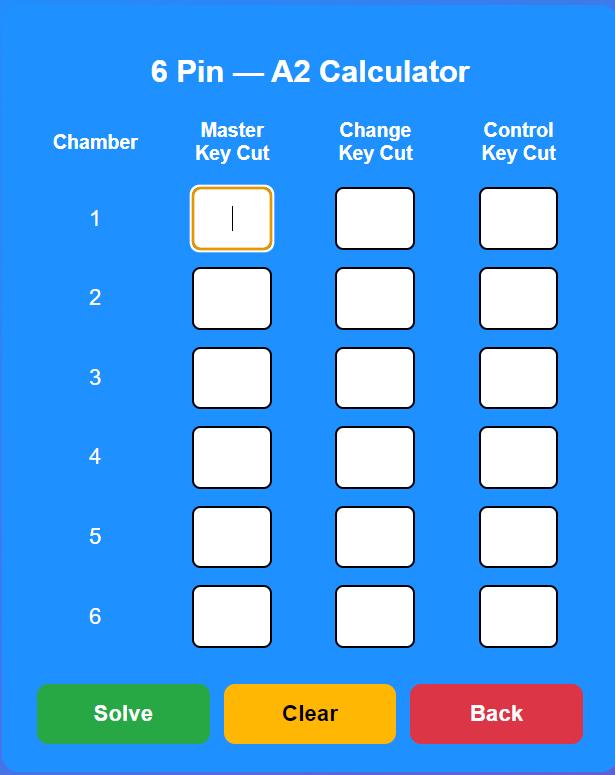 6 Pin — A2 Calculator
Chamber
Master
Key Cut
Change
Key Cut
Control
Key Cut
1
2
3
4
5
6
Solve
Clear
Back